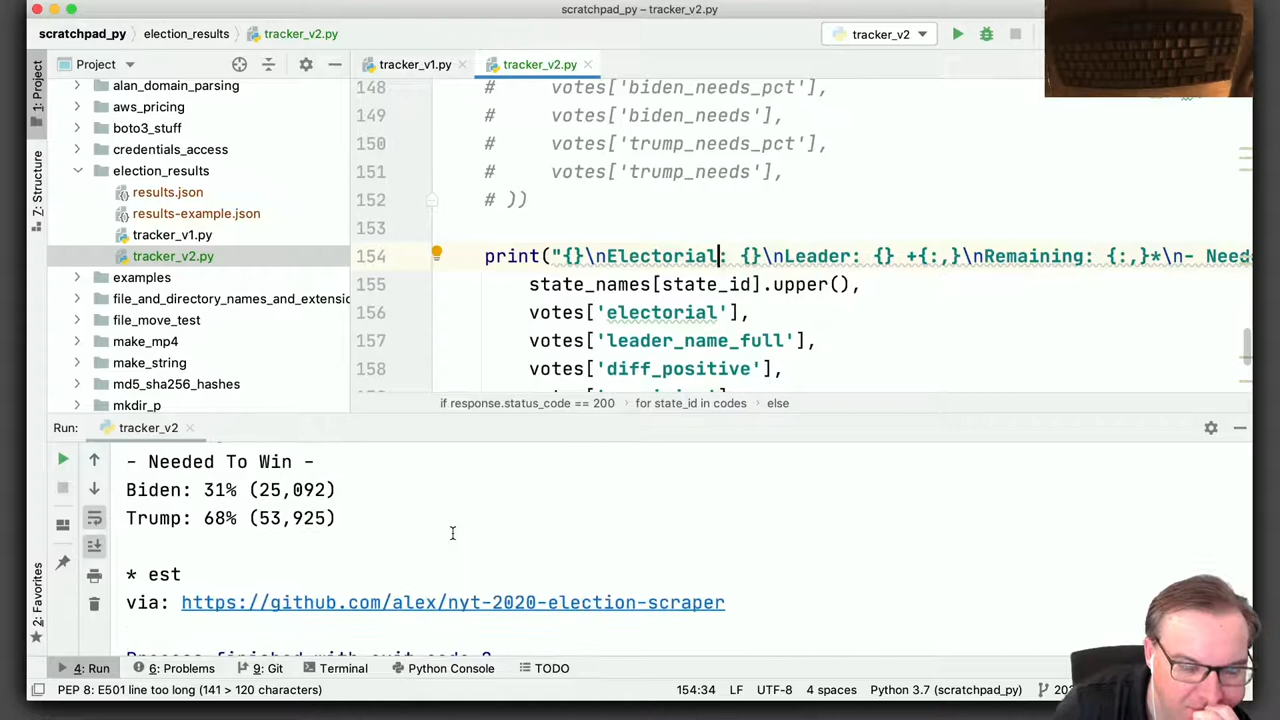 scratchpad_py – tracker_v2.py
scratchpad_py › election_results › tracker_v2.py
tracker_v2
Project
tracker_v1.py
tracker_v2.py
1: Project
Z: Structure
2: Favorites
alan_domain_parsing
aws_pricing
boto3_stuff
credentials_access
election_results
results.json
results-example.json
tracker_v1.py
tracker_v2.py
examples
file_and_directory_names_and_extensio
file_move_test
make_mp4
make_string
md5_sha256_hashes
mkdir_p
148 # votes['biden_needs_pct'],
149 # votes['biden_needs'],
150 # votes['trump_needs_pct'],
151 # votes['trump_needs'],
152 # ))
153
154 print("{}\nElectorial: {}\nLeader: {} +{:,}\nRemaining: {:,}*\n- Need
155 state_names[state_id].upper(),
156 votes['electorial'],
157 votes['leader_name_full'],
158 votes['diff_positive'],
if response.status_code == 200 › for state_id in codes › else
Run: tracker_v2
- Needed To Win -
Biden: 31% (25,092)
Trump: 68% (53,925)
* est
via: https://github.com/alex/nyt-2020-election-scraper
Process finished with exit code 0
4: Run 6: Problems 9: Git Terminal Python Console TODO
PEP 8: E501 line too long (141 > 120 characters) 154:34 LF UTF-8 4 spaces Python 3.7 (scratchpad_py)